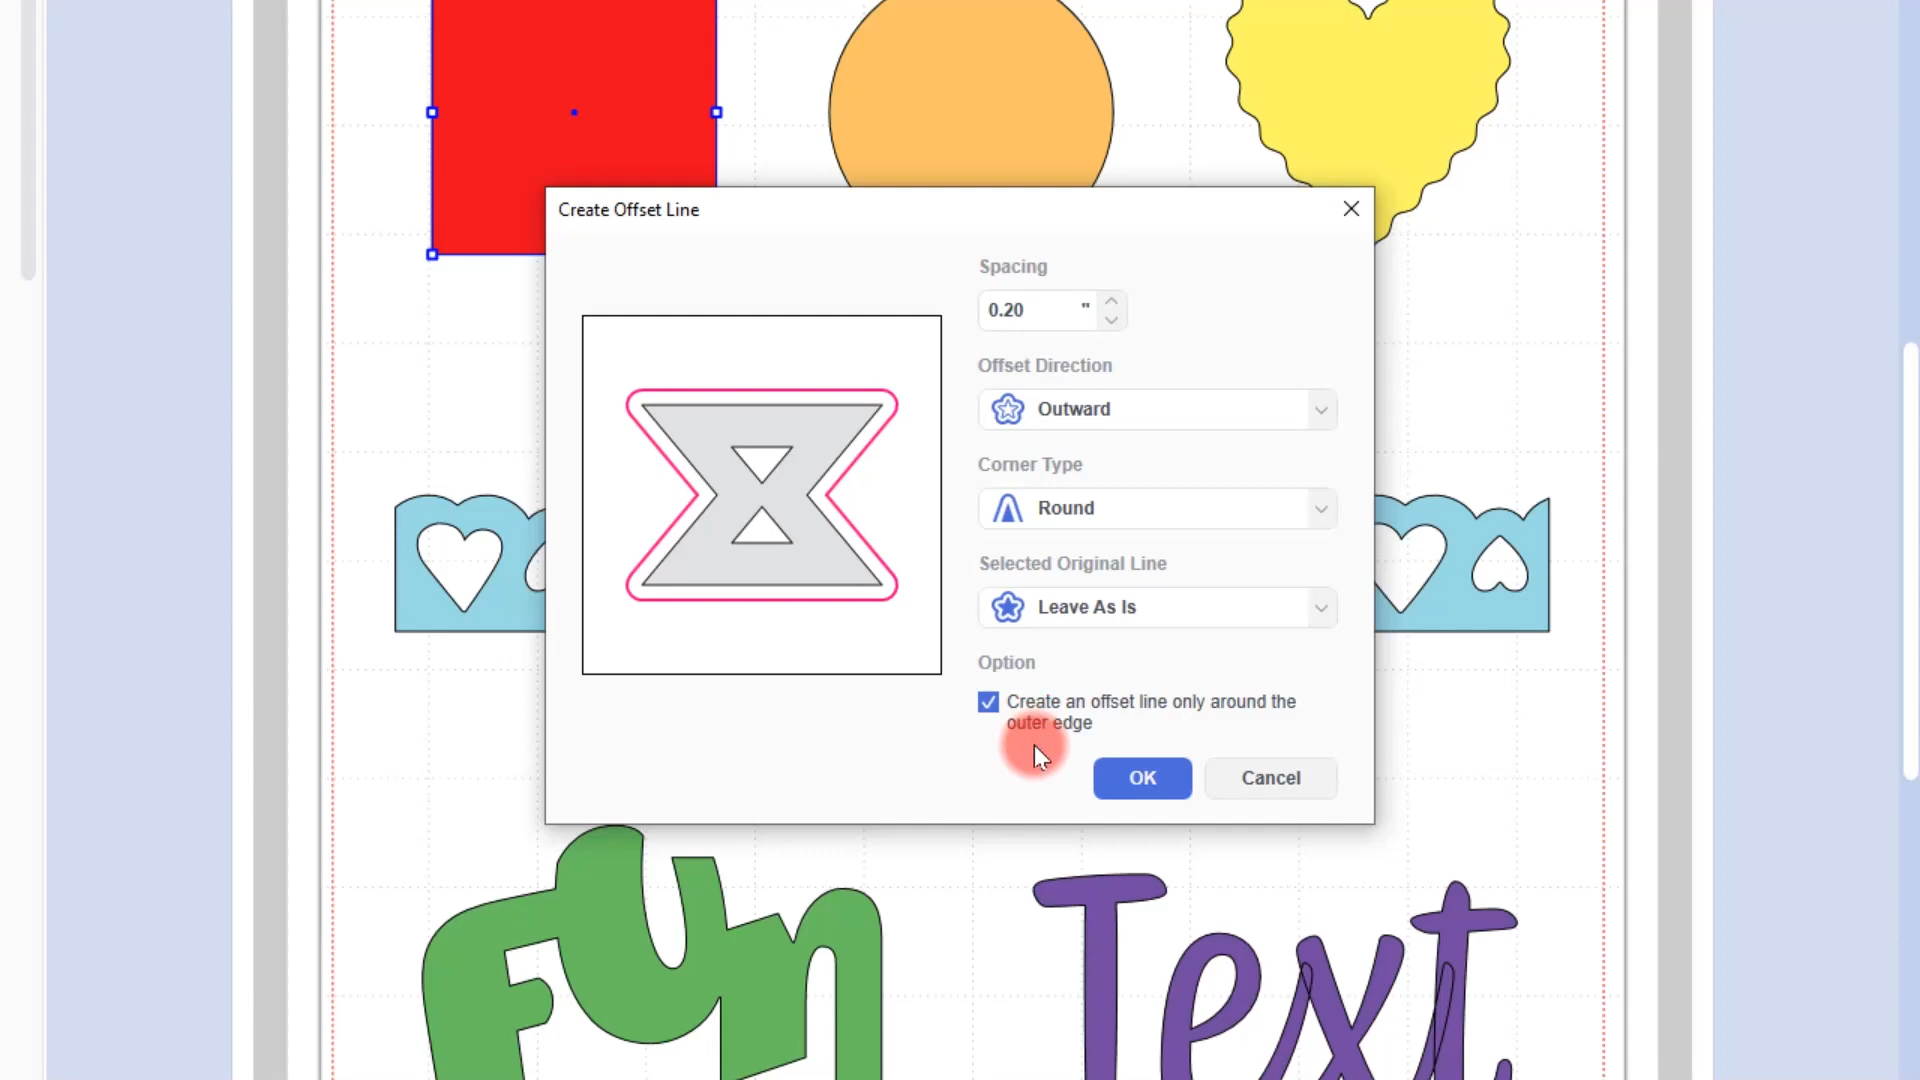 Create Offset Line
Spacing
0.20 "
Offset Direction
Outward
Corner Type
Round
Selected Original Line
Leave As Is
Option
Create an offset line only around the
outer edge
OK Cancel
Fun
Text